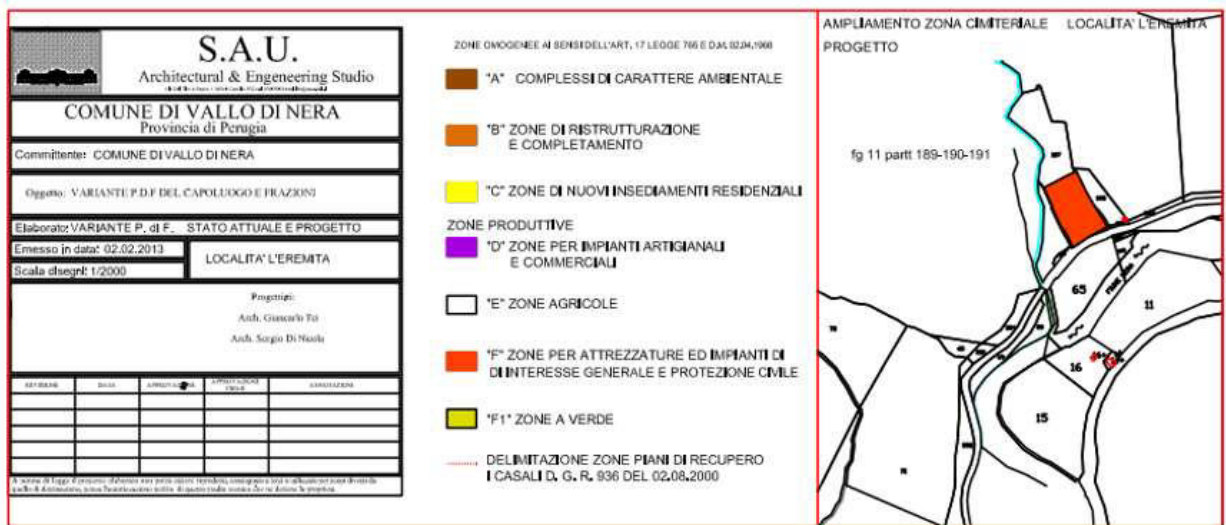 S.A.U.
Architectural & Engeneering Studio
COMUNE DI VALLO DI NERA
Provincia di Perugia
Committente: COMUNE DI VALLO DI NERA
Oggetto: VARIANTE P.D.F DEL CAPOLUOGO E FRAZIONI
Elaborato: VARIANTE P. di F. STATO ATTUALE E PROGETTO
Emesso in data: 02.02.2013
Scala disegni: 1/2000
LOCALITA' L'EREMITA
Progettisti:
Arch. Giancarlo Tei
Arch. Sergio Di Nicola
REVISIONE DATA APPROVAZIONE ANNOTAZIONI
ZONE OMOGENEE AI SENSI DELL'ART. 17 LEGGE 765 E D.M. 02.04.1968
"A" COMPLESSI DI CARATTERE AMBIENTALE
"B" ZONE DI RISTRUTTURAZIONE
E COMPLETAMENTO
"C" ZONE DI NUOVI INSEDIAMENTI RESIDENZIALI
ZONE PRODUTTIVE
"D" ZONE PER IMPIANTI ARTIGIANALI
E COMMERCIALI
"E" ZONE AGRICOLE
"F" ZONE PER ATTREZZATURE ED IMPIANTI DI
DI INTERESSE GENERALE E PROTEZIONE CIVILE
"F1" ZONE A VERDE
DELIMITAZIONE ZONE PIANI DI RECUPERO
I CASALI D. G. R. 936 DEL 02.08.2000
AMPLIAMENTO ZONA CIMITERIALE LOCALITA' L'EREMITA
PROGETTO
fg 11 partt 189-190-191
65
11
16
15